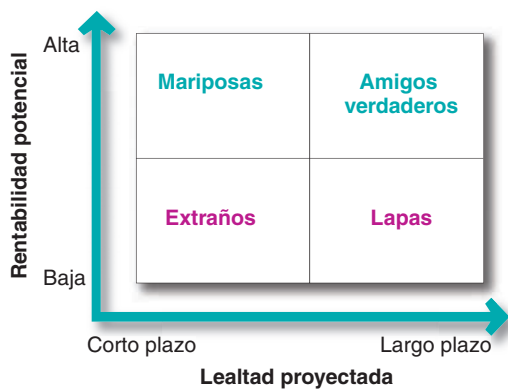 Rentabilidad potencial
Alta
Mariposas
Amigos
verdaderos
Extraños
Lapas
Baja
Corto plazo
Largo plazo
Lealtad proyectada